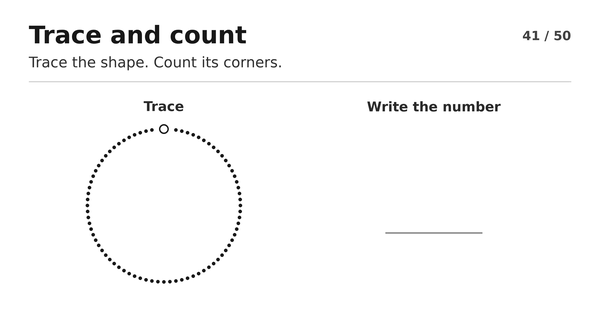 Trace and count
41 / 50
Trace the shape. Count its corners.
Trace
Write the number